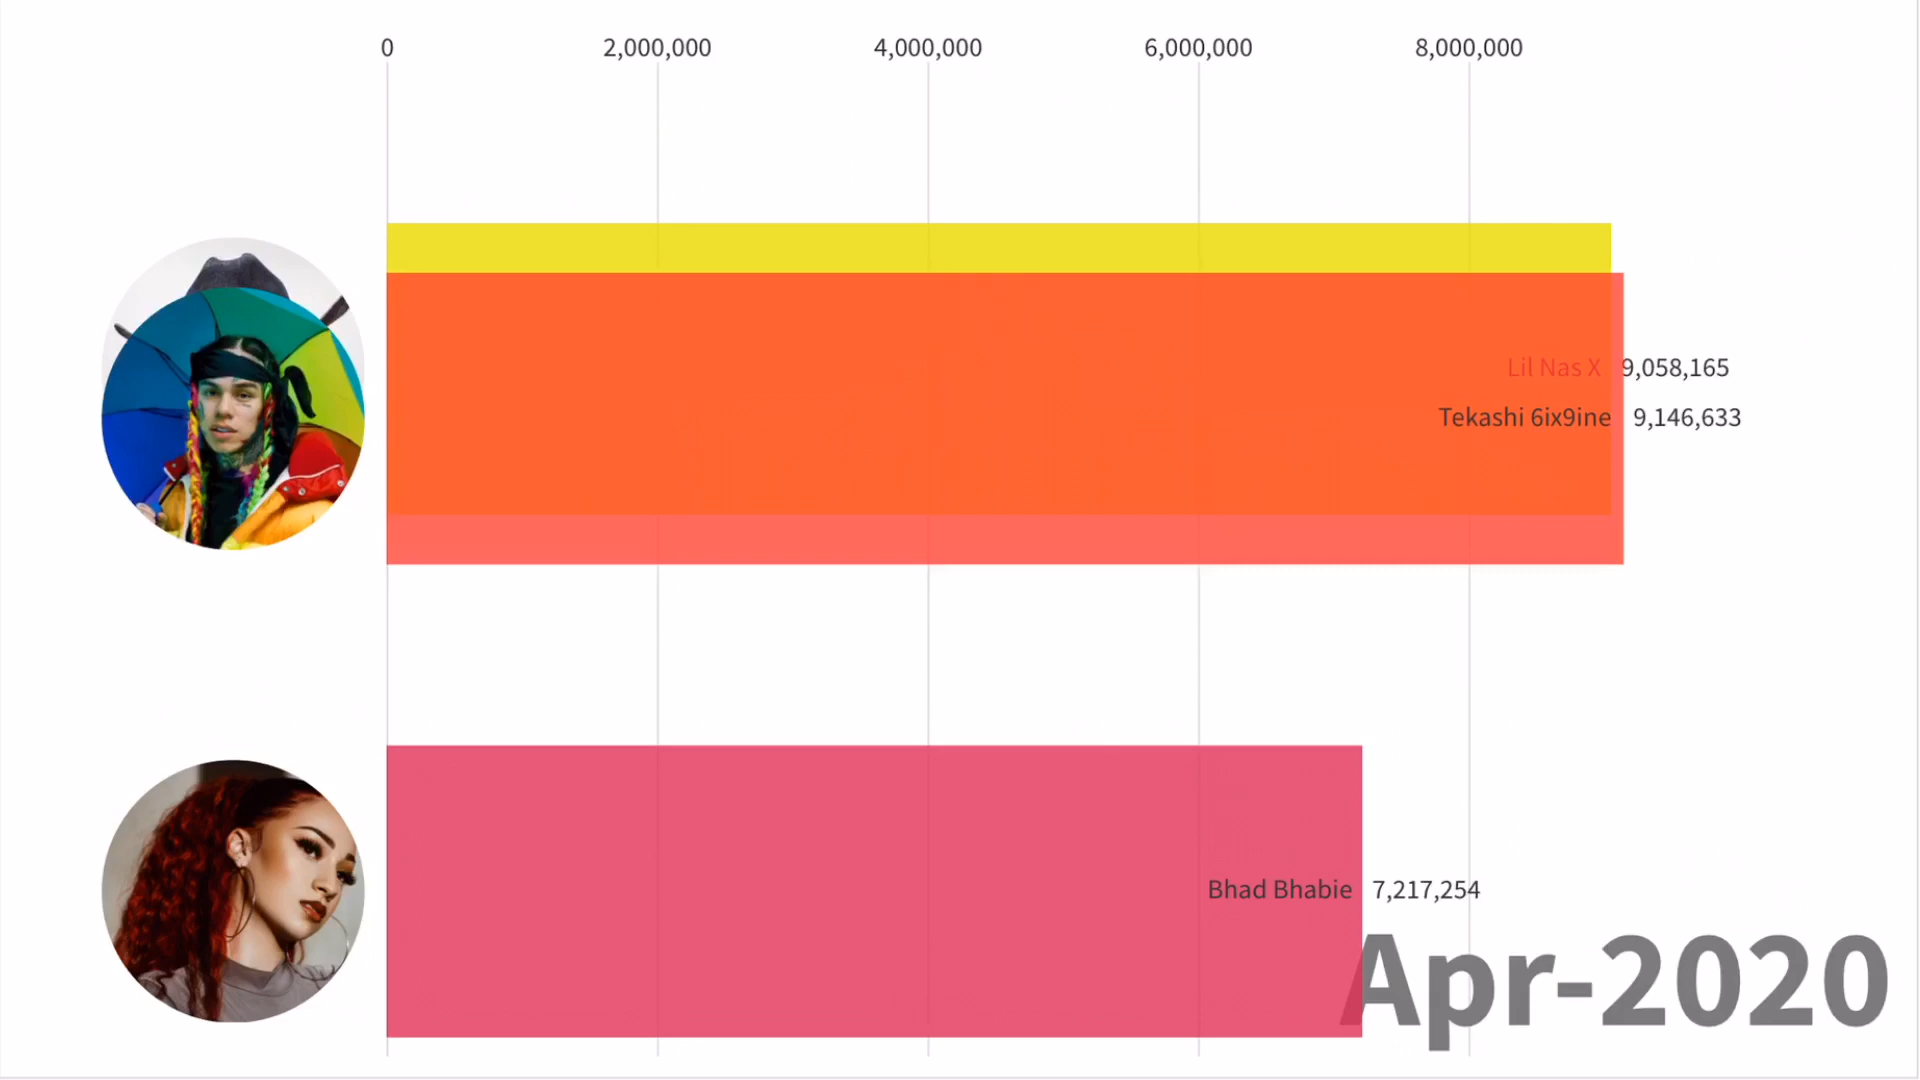 0 2,000,000 4,000,000 6,000,000 8,000,000
Lil Nas X 9,058,165
Tekashi 6ix9ine 9,146,633
Bhad Bhabie 7,217,254
Apr-2020